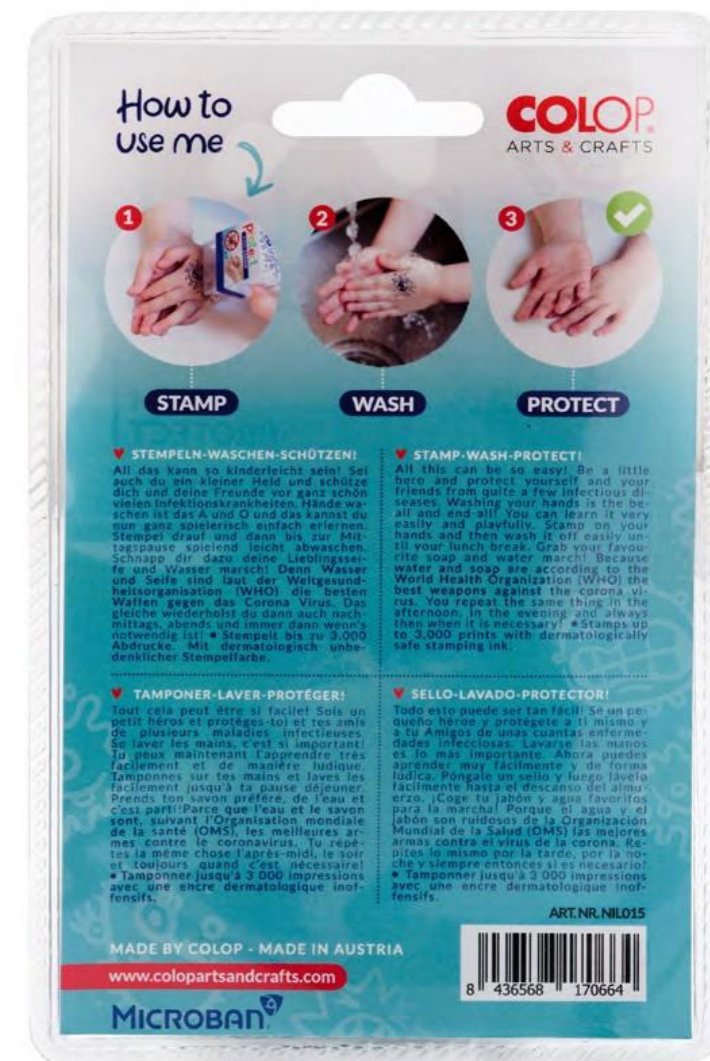 How to
use me
COLOP
ARTS & CRAFTS
1
2
3
STAMP
WASH
PROTECT
STEMPELN-WASCHEN-SCHÜTZEN!
All das kann so kinderleicht sein! Sei
auch du ein kleiner Held und schütze
dich und deine Freunde vor ganz schön
vielen Infektionskrankheiten. Hände wa-
schen ist das A und O und das kannst du
nun ganz spielerisch einfach erlernen.
Stempel drauf und dann bis zur Mit-
tagspause spielend leicht abwaschen.
Schnapp dir dazu deine Lieblingssei-
fe und Wasser marsch! Denn Wasser
und Seife sind laut der Weltgesund-
heitsorganisation (WHO) die besten
Waffen gegen das Corona Virus. Das
gleiche wiederholst du dann auch nach-
mittags, abends und immer dann wenn's
notwendig ist! • Stempelt bis zu 3.000
Abdrucke. Mit dermatologisch unbe-
denklicher Stempelfarbe.
STAMP-WASH-PROTECT!
All this can be so easy! Be a little
hero and protect yourself and your
friends from quite a few infectious di-
seases. Washing your hands is the be-
all and end-all! You can learn it very
easily and playfully. Stamp on your
hands and then wash it off easily un-
til your lunch break. Grab your favou-
rite soap and water march! Because
water and soap are according to the
World Health Organization (WHO) the
best weapons against the corona vi-
rus. You repeat the same thing in the
afternoon, in the evening and always
then when it is necessary! • Stamps up
to 3,000 prints with dermatologically
safe stamping ink.
TAMPONER-LAVER-PROTÉGER!
Tout cela peut être si facile! Sois un
petit héros et protèges-toi et tes amis
de plusieurs maladies infectieuses.
Se laver les mains, c'est si important!
Tu peux maintenant l'apprendre très
facilement et de manière ludique.
Tamponnes sur tes mains et laves les
facilement jusqu'à ta pause déjeuner.
Prends ton savon préféré, de l'eau et
c'est parti!Parce que l'eau et le savon
sont, suivant l'Organisation mondiale
de la santé (OMS), les meilleures ar-
mes contre le coronavirus. Tu répè-
tes la même chose l'après-midi, le soir
et toujours quand c'est nécessaire!
• Tamponner jusqu'à 3 000 impressions
avec une encre dermatologique inof-
fensifs.
SELLO-LAVADO-PROTECTOR!
Todo esto puede ser tan fácil! Sé un pe-
queño héroe y protégete a ti mismo y
a tu Amigos de unas cuantas enferme-
dades infecciosas. Lavarse las manos
es lo más importante. Ahora puedes
aprender muy fácilmente y de forma
lúdica. Póngale un sello y luego lávelo
fácilmente hasta el descanso del almu-
erzo. ¡Coge tu jabón y agua favoritos
para la marcha! Porque el agua y el
jabón son ruidosos de la Organización
Mundial de la Salud (OMS) las mejores
armas contra el virus de la corona. Re-
pites lo mismo por la tarde, por la no-
che y siempre entonces si es necesario!
• Tamponner jusqu'à 3 000 impressions
avec une encre dermatologique inof-
fensifs.
ART. NR. NIL015
MADE BY COLOP - MADE IN AUSTRIA
www.colopartsandcrafts.com
8 436568 170664
MICROBAN